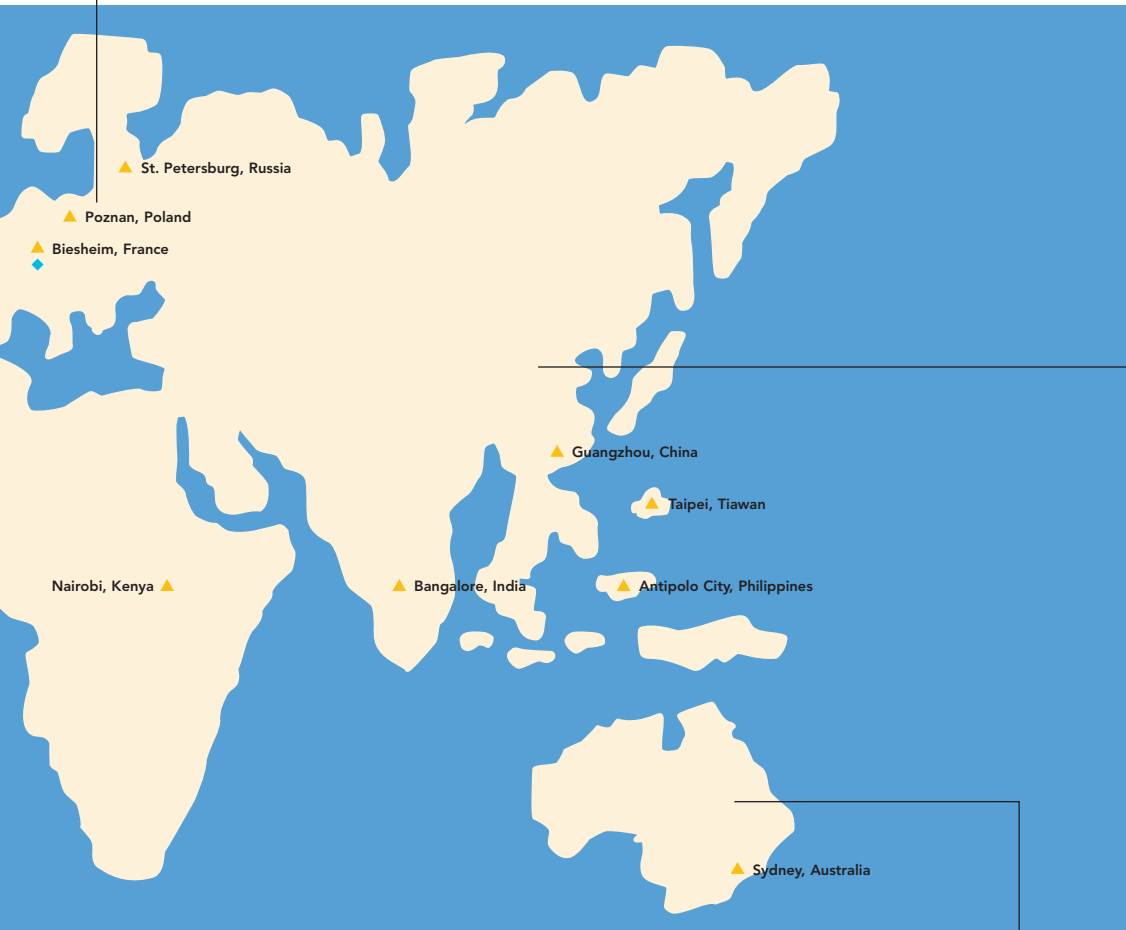 St. Petersburg, Russia
Poznan, Poland
Biesheim, France
Guangzhou, China
Taipei, Tiawan
Nairobi, Kenya
Bangalore, India
Antipolo City, Philippines
Sydney, Australia